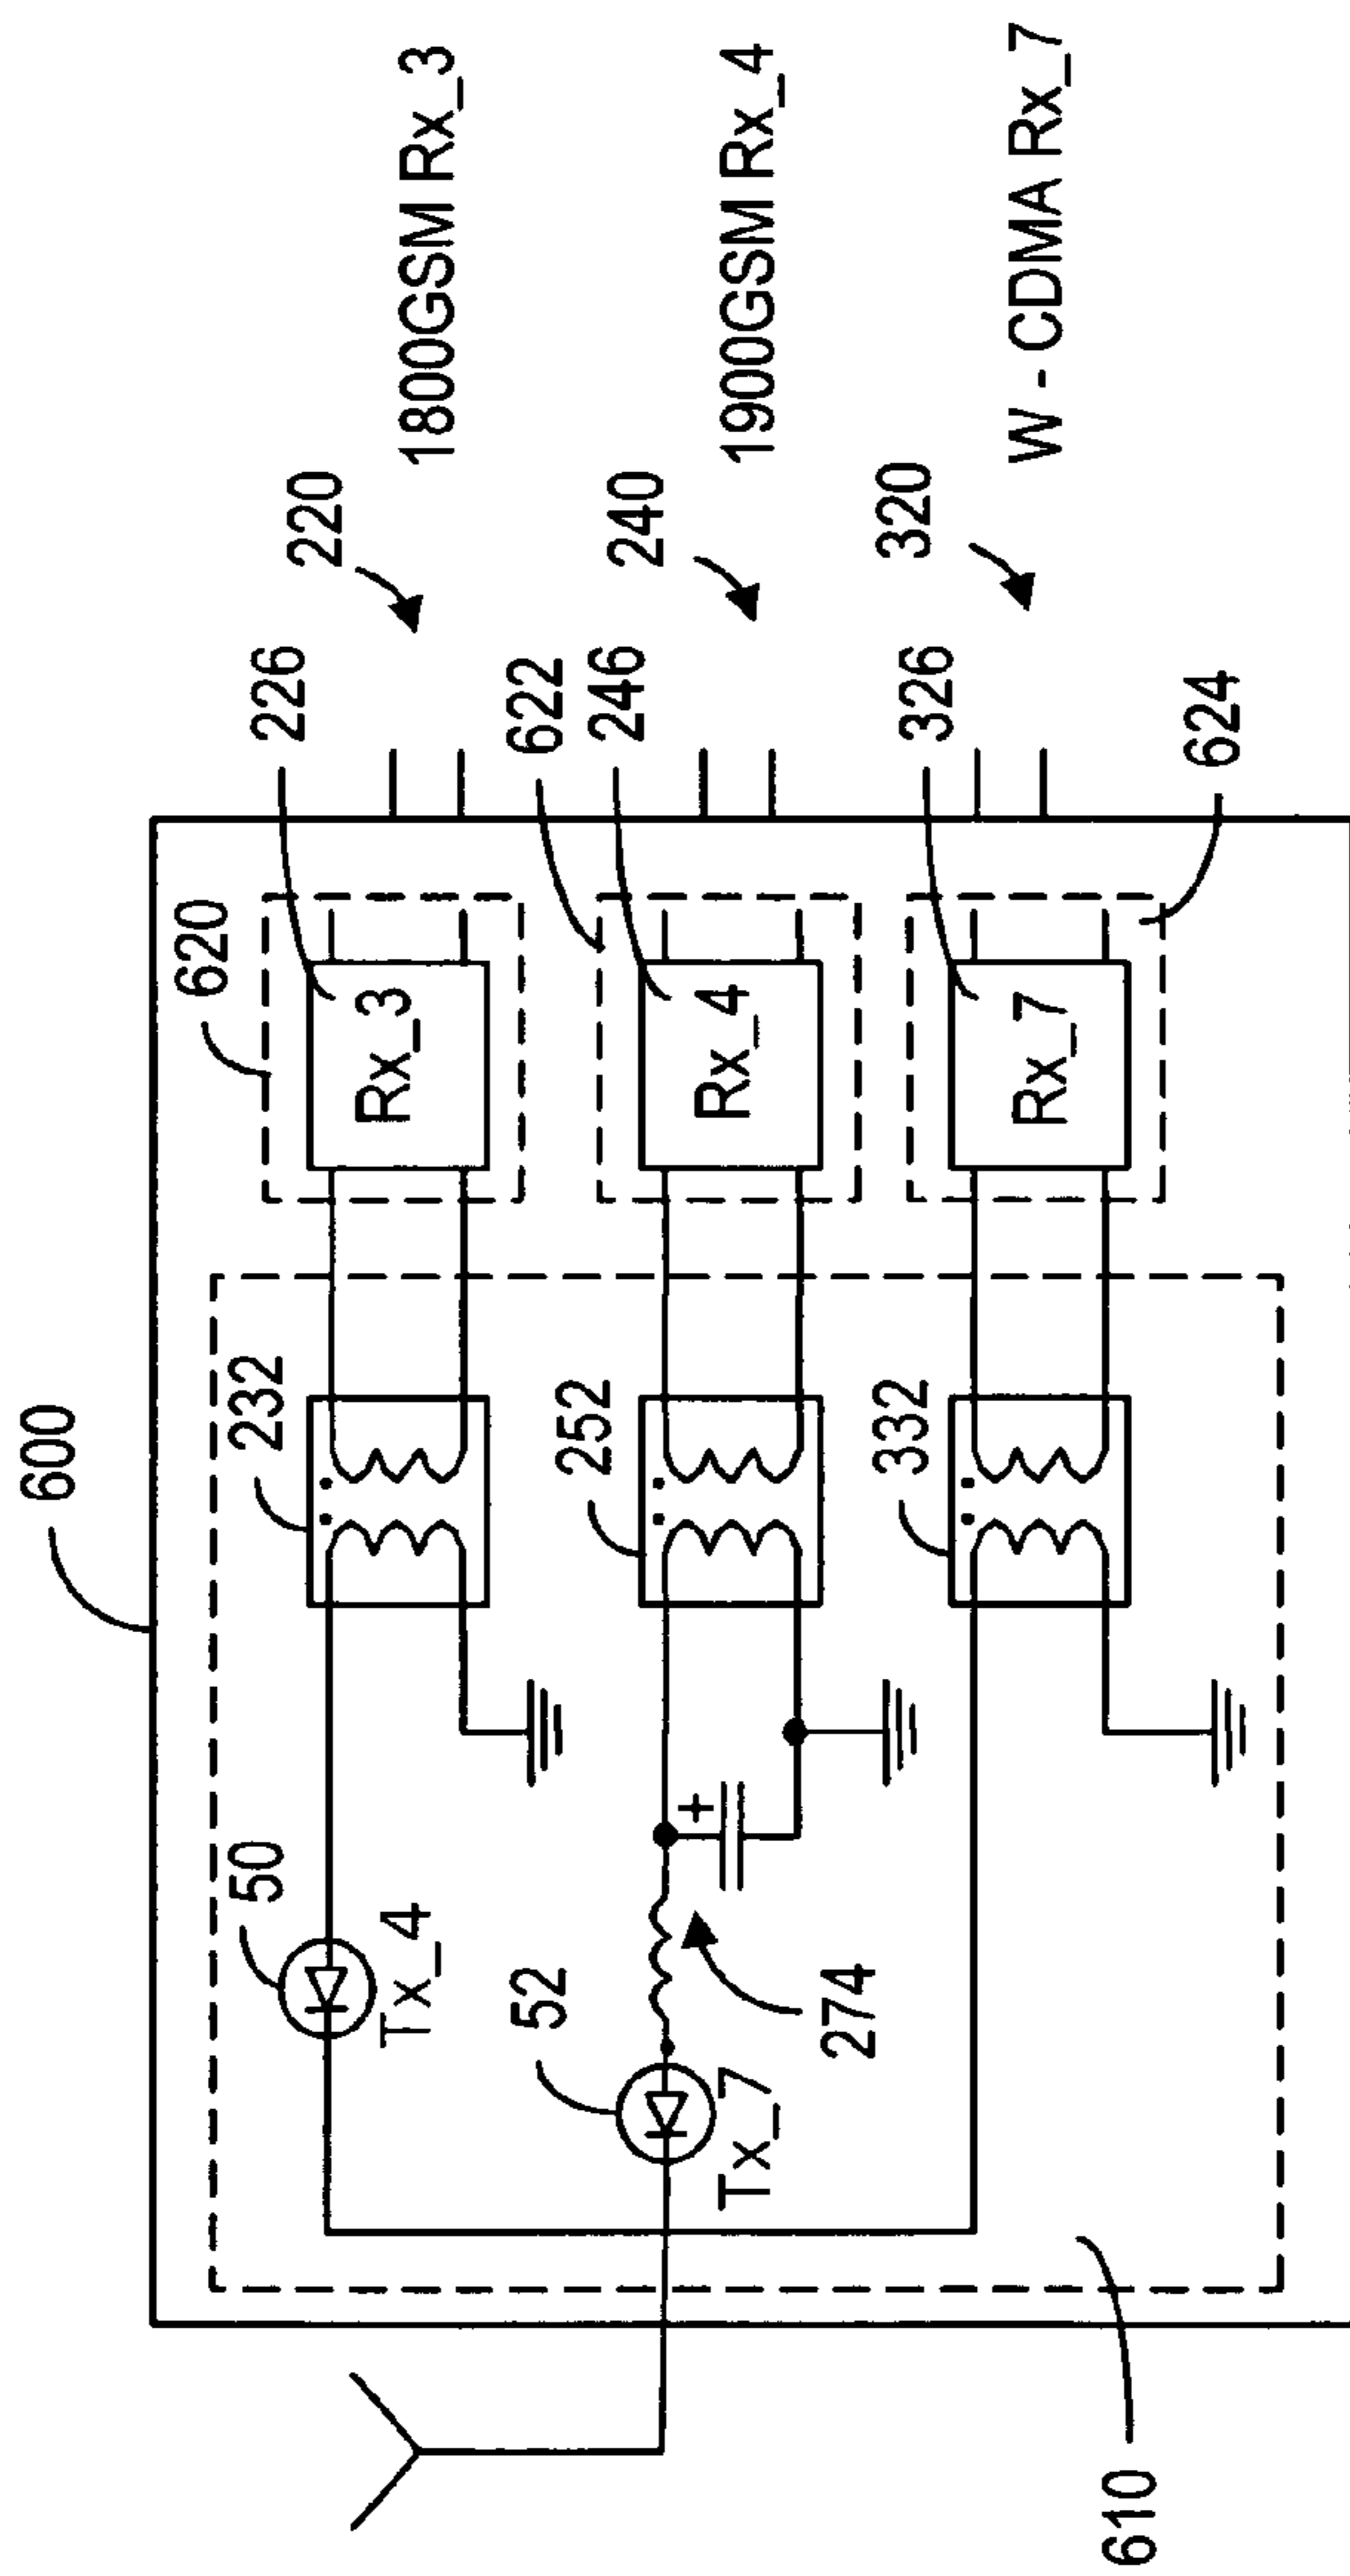 600
620
226
220
1800GSM Rx_3
50
232
Rx_3
Tx_4
622
246
240
1900GSM Rx_4
52
252
Rx_4
+
Tx_7
274
326
320
W - CDMA Rx_7
332
Rx_7
624
610